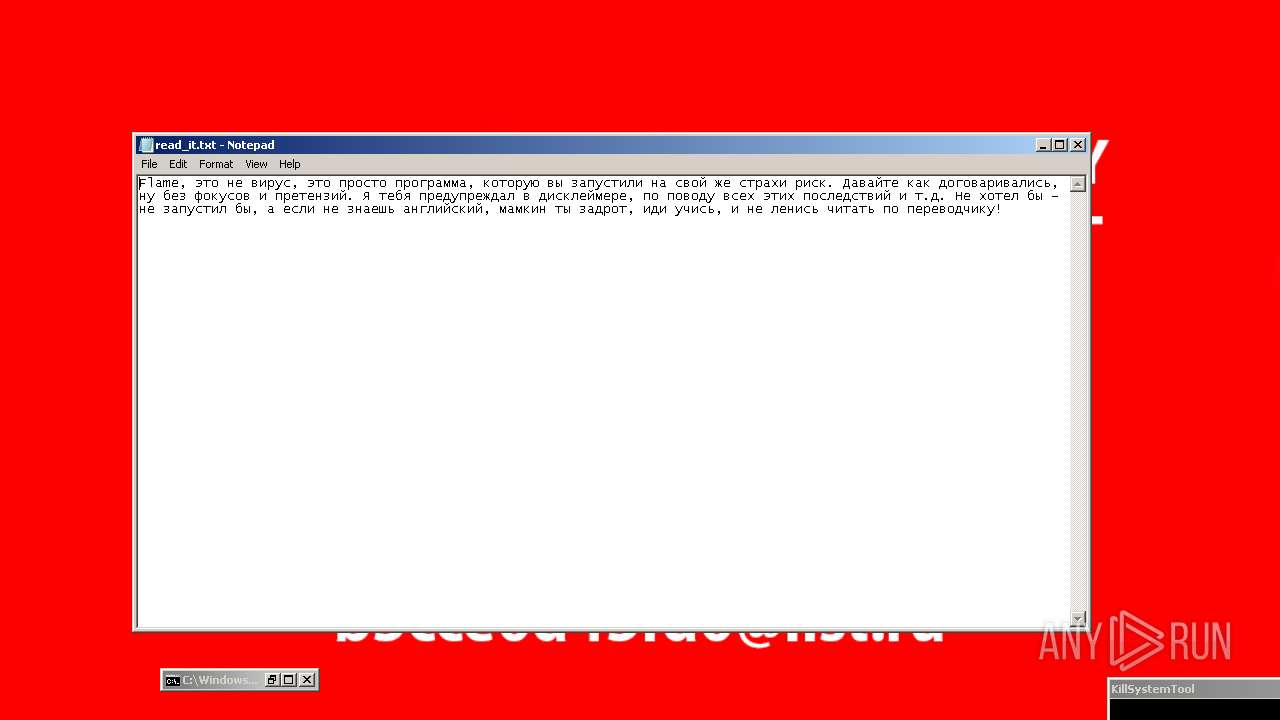 Y
read_it.txt - Notepad
File Edit Format View Help
Flame, это не вирус, это просто программа, которую вы запустили на свой же страхи риск. Давайте как договаривались,
ну без фокусов и претензий. Я тебя предупреждал в дисклеймере, по поводу всех этих последствий и т.д. Не хотел бы -
не запустил бы, а если не знаешь английский, мамкин ты задрот, иди учись, и не ленись читать по переводчику!
ANY RUN
C:\Windows...
KillSystemTool